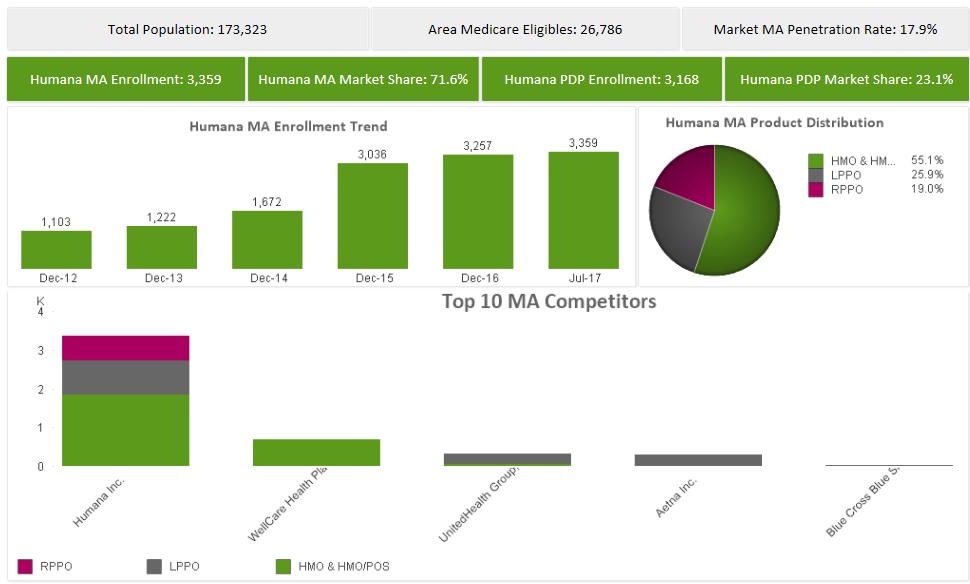 Total Population: 173,323
Area Medicare Eligibles: 26,786
Market MA Penetration Rate: 17.9%
Humana MA Enrollment: 3,359
Humana MA Market Share: 71.6%
Humana PDP Enrollment: 3,168
Humana PDP Market Share: 23.1%
Humana MA Enrollment Trend
1,103
1,222
1,672
3,036
3,257
3,359
Dec-12
Dec-13
Dec-14
Dec-15
Dec-16
Jul-17
Humana MA Product Distribution
HMO & HM... 55.1%
LPPO 25.9%
RPPO 19.0%
Top 10 MA Competitors
K
4
3
2
1
0
Humana Inc.
WellCare Health Pla
UnitedHealth Group,
Aetna Inc.
Blue Cross Blue S
RPPO
LPPO
HMO & HMO/POS